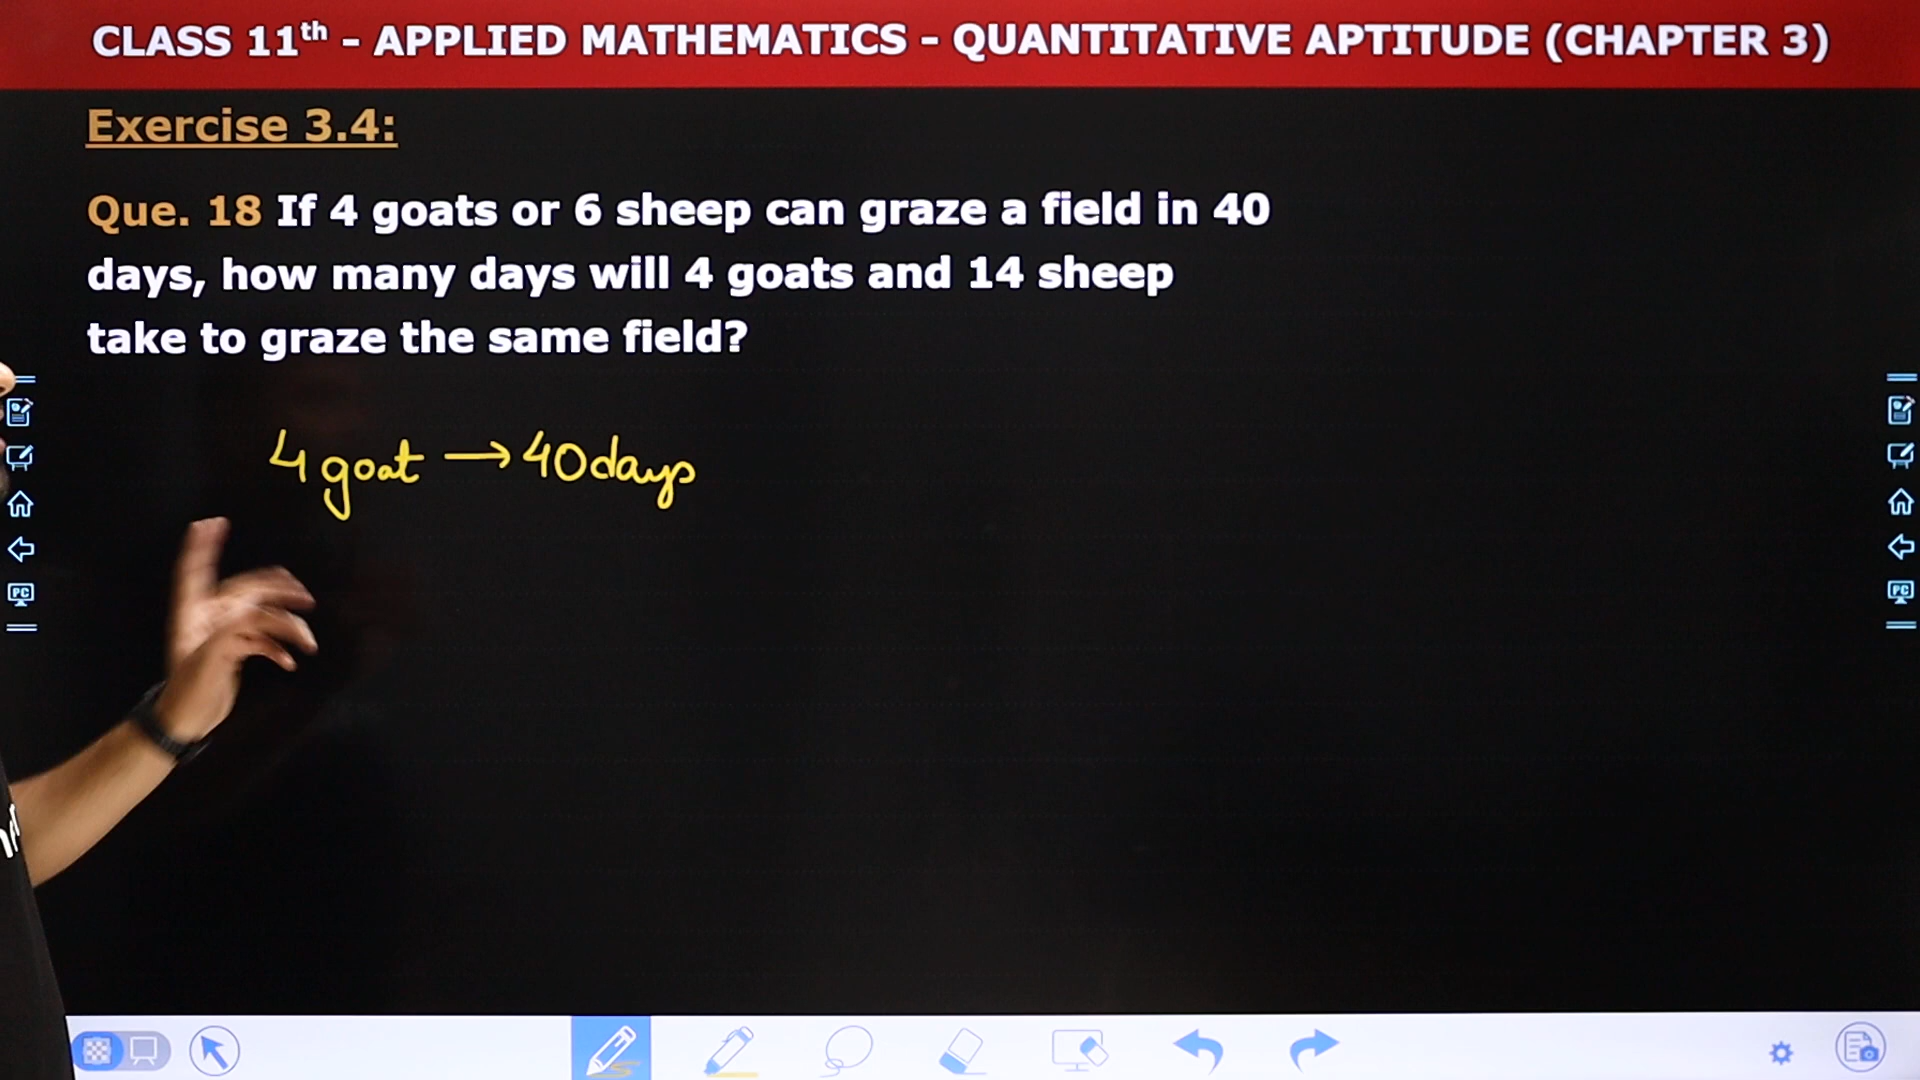 CLASS 11th - APPLIED MATHEMATICS - QUANTITATIVE APTITUDE (CHAPTER 3)
Exercise 3.4:
Que. 18 If 4 goats or 6 sheep can graze a field in 40
days, how many days will 4 goats and 14 sheep
take to graze the same field?
4 goat → 40 days
PC
PC